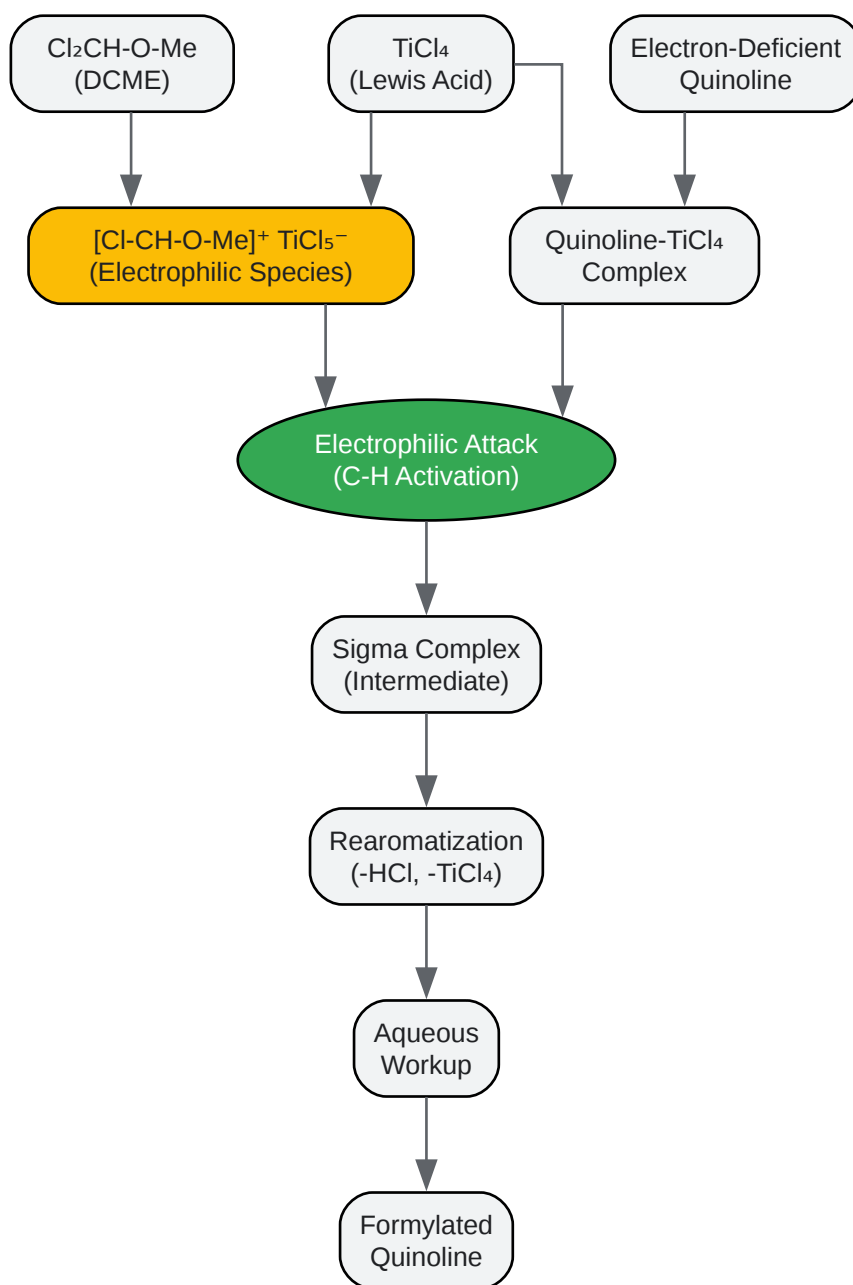 Cl₂CH-O-Me
(DCME)
TiCl₄
(Lewis Acid)
Electron-Deficient
Quinoline
[Cl-CH-O-Me]⁺ TiCl₅⁻
(Electrophilic Species)
Quinoline-TiCl₄
Complex
Electrophilic Attack
(C-H Activation)
Sigma Complex
(Intermediate)
Rearomatization
(-HCl, -TiCl₄)
Aqueous
Workup
Formylated
Quinoline